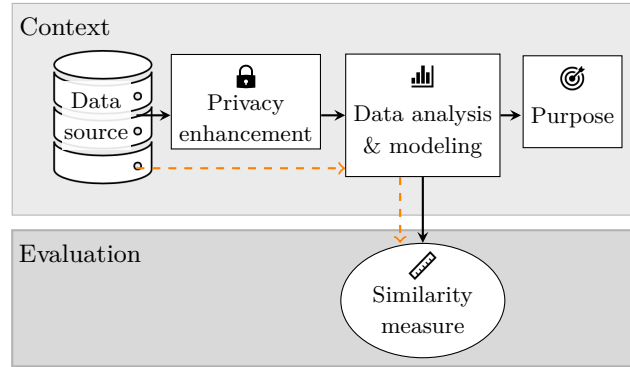 Context
Data
source
Privacy
enhancement
Data analysis
& modeling
Purpose
Evaluation
Similarity
measure